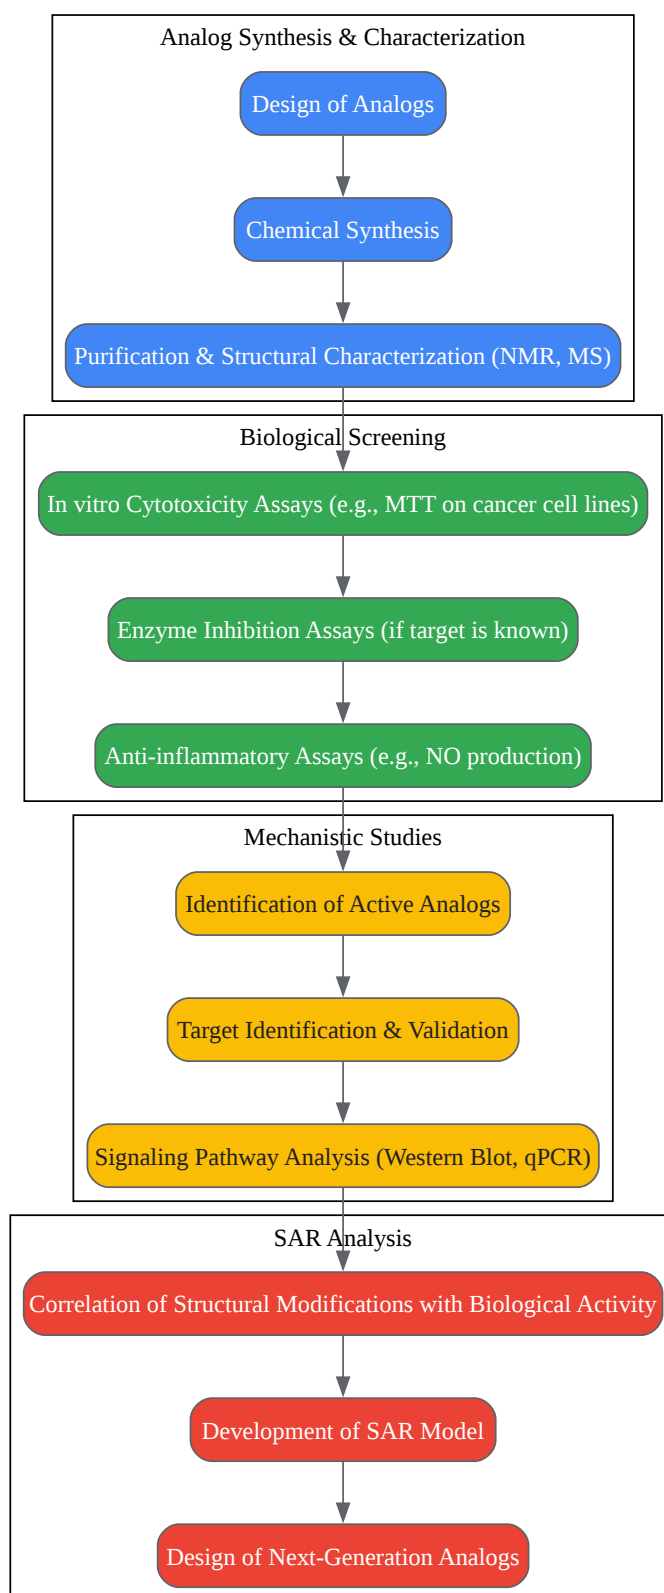 Analog Synthesis & Characterization
Design of Analogs
Chemical Synthesis
Purification & Structural Characterization (NMR, MS)
Biological Screening
In vitro Cytotoxicity Assays (e.g., MTT on cancer cell lines)
Enzyme Inhibition Assays (if target is known)
Anti-inflammatory Assays (e.g., NO production)
Mechanistic Studies
Identification of Active Analogs
Target Identification & Validation
Signaling Pathway Analysis (Western Blot, qPCR)
SAR Analysis
Correlation of Structural Modifications with Biological Activity
Development of SAR Model
Design of Next-Generation Analogs